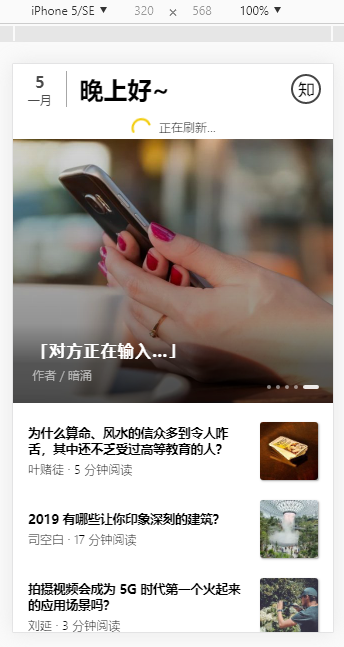 iPhone 5/SE ▼ 320 × 568 100% ▼
5
一月
晚上好~
知
正在刷新...
「对方正在输入…」
作者 / 暗涌
为什么算命、风水的信众多到令人咋
舌，其中还不乏受过高等教育的人?
叶赌徒 · 5 分钟阅读
2019 有哪些让你印象深刻的建筑?
司空白 · 17 分钟阅读
拍摄视频会成为 5G 时代第一个火起来
的应用场景吗?
刘延 · 3 分钟阅读